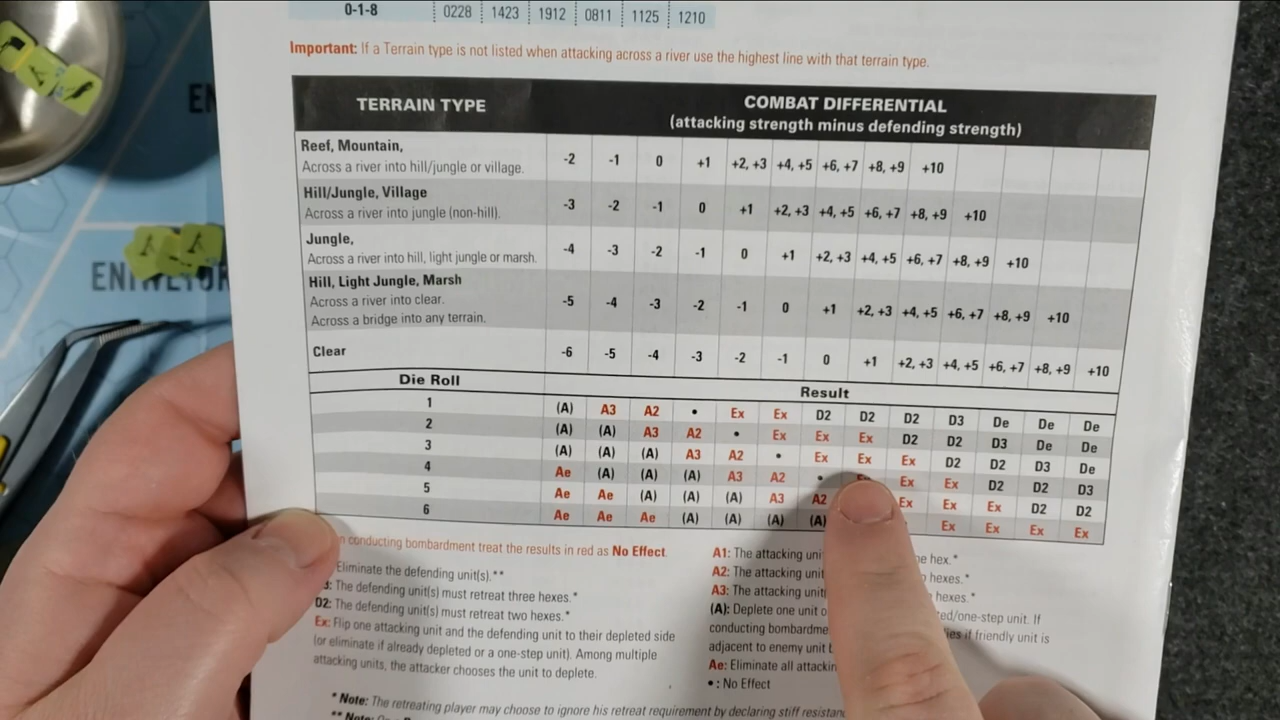 0-1-8 0228 1423 1912 0811 1125 1210
Important: If a Terrain type is not listed when attacking across a river use the highest line with that terrain type.
TERRAIN TYPE COMBAT DIFFERENTIAL
(attacking strength minus defending strength)
Reef, Mountain,
Across a river into hill/jungle or village.
-2 -1 0 +1 +2, +3 +4, +5 +6, +7 +8, +9 +10
Hill/Jungle, Village
Across a river into jungle (non-hill).
-3 -2 -1 0 +1 +2, +3 +4, +5 +6, +7 +8, +9 +10
Jungle,
Across a river into hill, light jungle or marsh.
-4 -3 -2 -1 0 +1 +2, +3 +4, +5 +6, +7 +8, +9 +10
Hill, Light Jungle, Marsh
Across a river into clear.
Across a bridge into any terrain.
-5 -4 -3 -2 -1 0 +1 +2, +3 +4, +5 +6, +7 +8, +9 +10
Clear -6 -5 -4 -3 -2 -1 0 +1 +2, +3 +4, +5 +6, +7 +8, +9 +10
Die Roll Result
1 (A) A3 A2 • Ex Ex D2 D2 D2 D3 De De De
2 (A) (A) A3 A2 • Ex Ex Ex D2 D2 D3 De De
3 (A) (A) (A) A3 A2 • Ex Ex Ex D2 D2 D3 De
4 Ae (A) (A) (A) A3 A2 • Ex Ex D2 D2 D3
5 Ae Ae (A) (A) (A) A3 A2 Ex Ex Ex D2 D2
6 Ae Ae Ae (A) (A) (A) (A) Ex Ex Ex Ex
conducting bombardment treat the results in red as No Effect.
Eliminate the defending unit(s).**
The defending unit(s) must retreat three hexes.*
D2: The defending unit(s) must retreat two hexes.*
Ex: Flip one attacking unit and the defending unit to their depleted side
(or eliminate if already depleted or a one-step unit). Among multiple
attacking units, the attacker chooses the unit to deplete.
A1: The attacking hex.*
A2: The attacking hexes.*
A3: The attacking hexes.*
(A): Deplete one unit unit. If
conducting if friendly unit is
adjacent to enemy unit
Ae: Eliminate all
• : No Effect
* Note: The retreating player may choose to ignore his retreat requirement by declaring stiff
** Note: